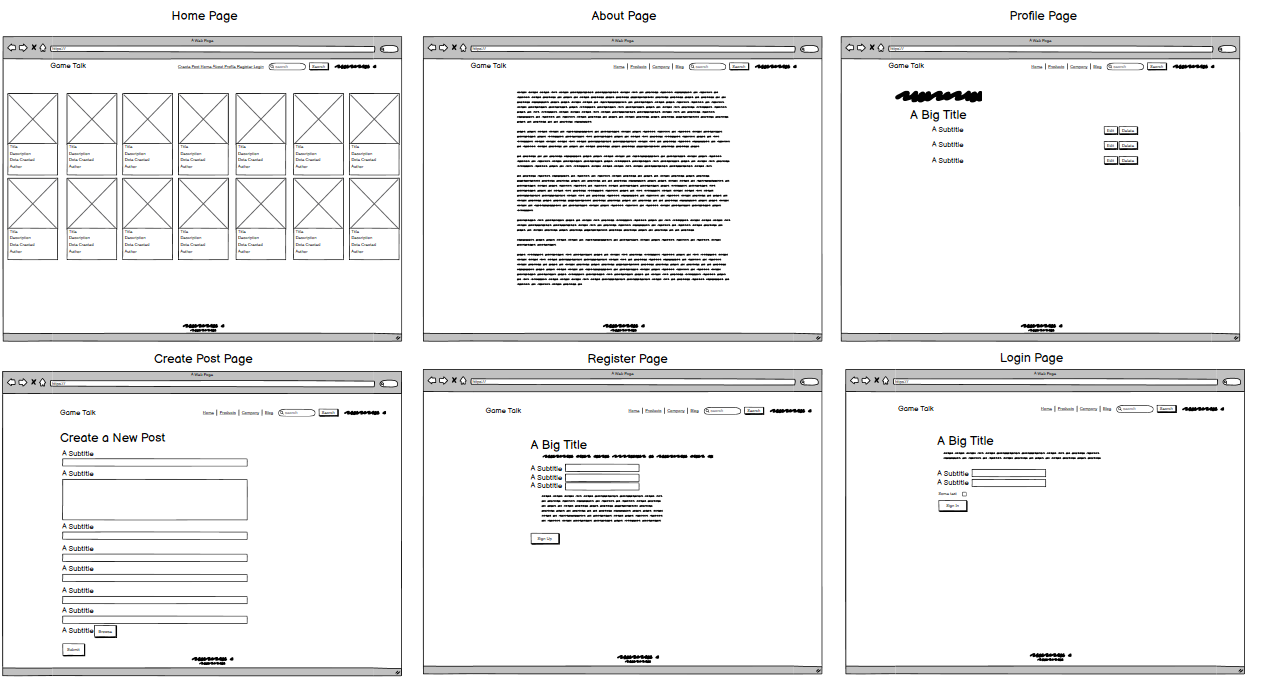 Home Page
A Web Page
https://
Game Talk
Create Post Home About Profile Register Login
search
Search
Title Title Title Title Title Title Title
Description Description Description Description Description Description Description
Date Created Date Created Date Created Date Created Date Created Date Created Date Created
Author Author Author Author Author Author Author
Title Title Title Title Title Title Title
Description Description Description Description Description Description Description
Date Created Date Created Date Created Date Created Date Created Date Created Date Created
Author Author Author Author Author Author Author
About Page
A Web Page
https://
Game Talk
Home | Products | Company | Blog
search
Search
Profile Page
A Web Page
https://
Game Talk
Home | Products | Company | Blog
search
Search
A Big Title
A Subtitle Edit Delete
A Subtitle Edit Delete
A Subtitle Edit Delete
Create Post Page
A Web Page
https://
Game Talk
Home | Products | Company | Blog
search
Search
Create a New Post
A Subtitle
A Subtitle
A Subtitle
A Subtitle
A Subtitle
A Subtitle
A Subtitle
A Subtitle Browse
Submit
Register Page
A Web Page
https://
Game Talk
Home | Products | Company | Blog
search
Search
A Big Title
A Subtitle
A Subtitle
A Subtitle
Sign Up
Login Page
A Web Page
https://
Game Talk
Home | Products | Company | Blog
search
Search
A Big Title
A Subtitle
A Subtitle
Sign In